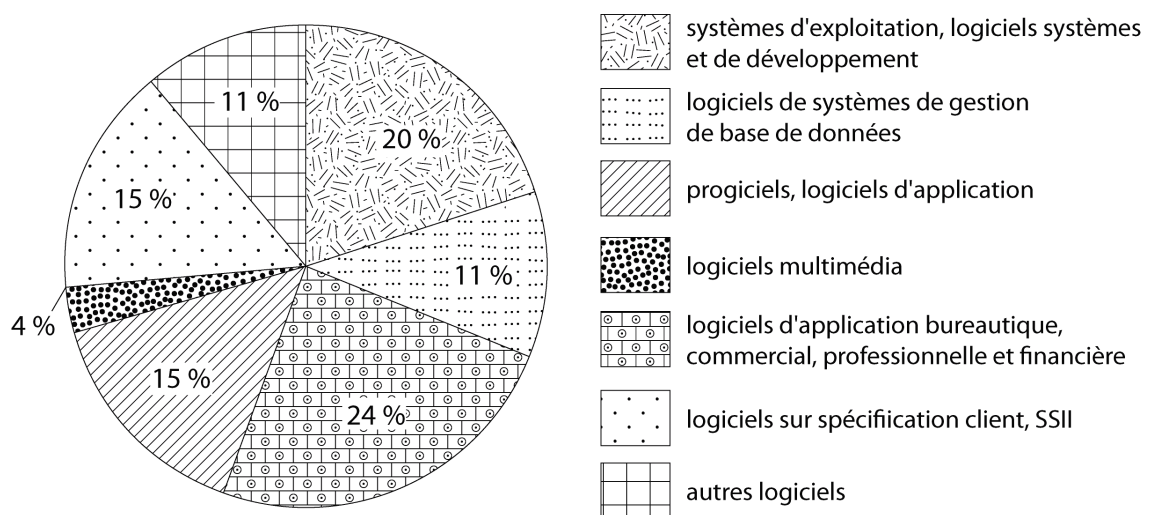 11 %
20 %
15 %
11 %
4 %
15 %
24 %
systèmes d'exploitation, logiciels systèmes
et de développement
logiciels de systèmes de gestion
de base de données
progiciels, logiciels d'application
logiciels multimédia
logiciels d'application bureautique,
commercial, professionnelle et financière
logiciels sur spécifiication client, SSII
autres logiciels